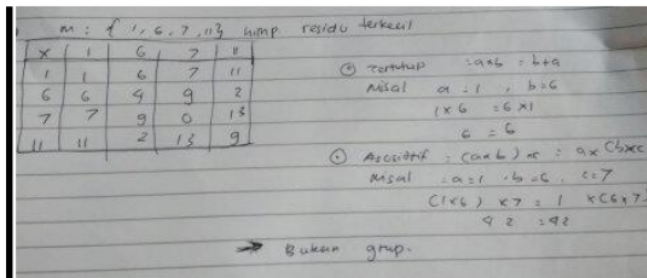 m : { 1, 6, 7, 11} himp residu terkecil
x 1 6 7 11
1 1 6 7 11
6 6 4 9 2
7 7 9 0 13
11 11 2 13 9
Tertutup : a x b = b + a
Misal a = 1 , b = 6
1 x 6 = 6 x 1
6 = 6
Asosiatif : (a x b) x c = a x (b x c
Misal : a = 1 , b = 6 , c = 7
(1 x 6) x 7 = 1 x (6 x 7)
42 = 42
→ Bukan grup.